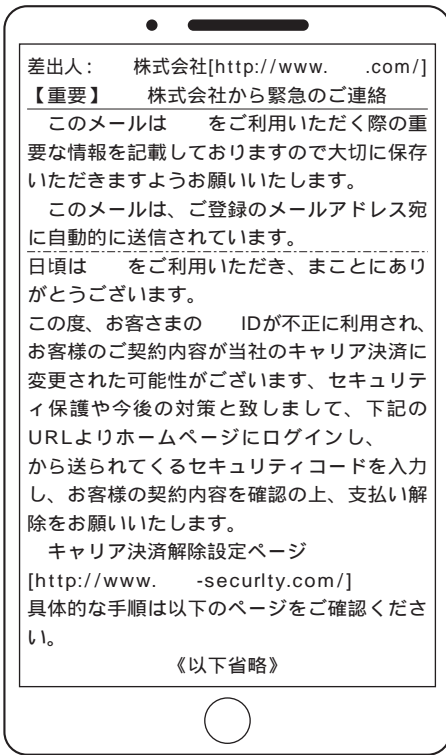 差出人：　　株式会社[http://www.　　.com/]
【重要】　　株式会社から緊急のご連絡
　このメールは　　をご利用いただく際の重
要な情報を記載しておりますので大切に保存
いただきますようお願いいたします。
　このメールは、ご登録のメールアドレス宛
に自動的に送信されています。
日頃は　　をご利用いただき、まことにあり
がとうございます。
この度、お客さまの　　IDが不正に利用され、
お客様のご契約内容が当社のキャリア決済に
変更された可能性がございます、セキュリテ
ィ保護や今後の対策と致しまして、下記の
URLよりホームページにログインし、
から送られてくるセキュリティコードを入力
し、お客様の契約内容を確認の上、支払い解
除をお願いいたします。
　キャリア決済解除設定ページ
[http://www.　　-securlty.com/]
具体的な手順は以下のページをご確認くださ
い。
《以下省略》